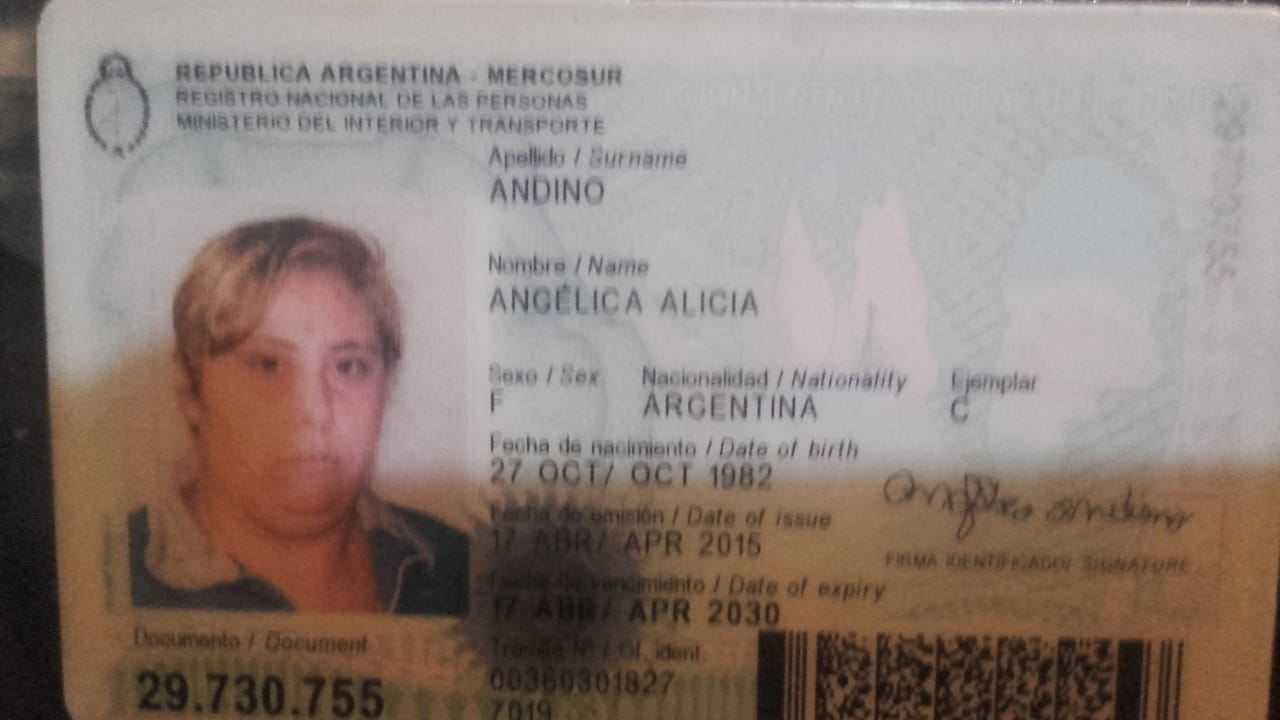 REPUBLICA ARGENTINA - MERCOSUR
REGISTRO NACIONAL DE LAS PERSONAS
MINISTERIO DEL INTERIOR Y TRANSPORTE
Apellido / Surname
ANDINO
Nombre / Name
ANGÉLICA ALICIA
Sexo / Sex Nacionalidad / Nationality Ejemplar
F ARGENTINA C
Fecha de nacimiento / Date of birth
27 OCT/ OCT 1982
Fecha de emisión / Date of issue
17 ABR/ APR 2015
FIRMA IDENTIFICADO/ SIGNATURE
Fecha de vencimiento / Date of expiry
17 ABR/ APR 2030
Documento / Document
29.730.755
Trámite Nº / Of. ident.
00360301827
7019
29730755